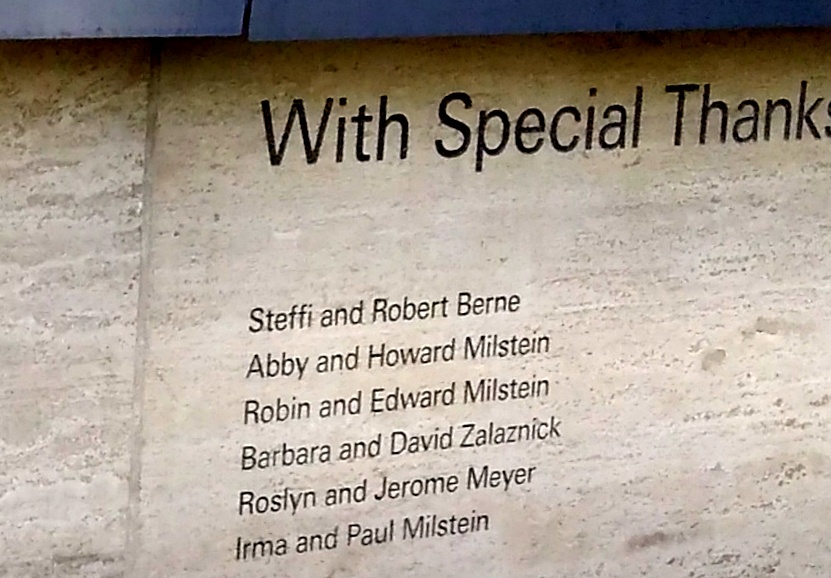 With Special Thanks
Steffi and Robert Berne
Abby and Howard Milstein
Robin and Edward Milstein
Barbara and David Zalaznick
Roslyn and Jerome Meyer
Irma and Paul Milstein